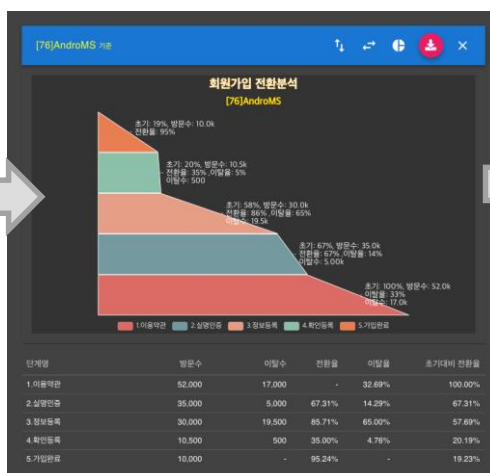 [76]AndroMS 기준
회원가입 전환분석
[76]AndroMS
초기: 19%, 방문수: 10.0k
전환율: 95%
초기: 20%, 방문수: 10.5k
전환율: 35% ,이탈율: 5%
이탈수: 500
초기: 58%, 방문수: 30.0k
전환율: 86% ,이탈율: 65%
이탈수: 19.5k
초기: 67%, 방문수: 35.0k
전환율: 67% ,이탈율: 14%
이탈수: 5.00k
초기: 100%, 방문수: 52.0k
이탈율: 33%
이탈수: 17.0k
1.이용약관 2.실명인증 3.정보등록 4.확인등록 5.가입완료
단계명 방문수 이탈수 전환율 이탈율 초기대비 전환율
1.이용약관 52,000 17,000 - 32.69% 100.00%
2.실명인증 35,000 5,000 67.31% 14.29% 67.31%
3.정보등록 30,000 19,500 85.71% 65.00% 57.69%
4.확인등록 10,500 500 35.00% 4.76% 20.19%
5.가입완료 10,000 - 95.24% - 19.23%